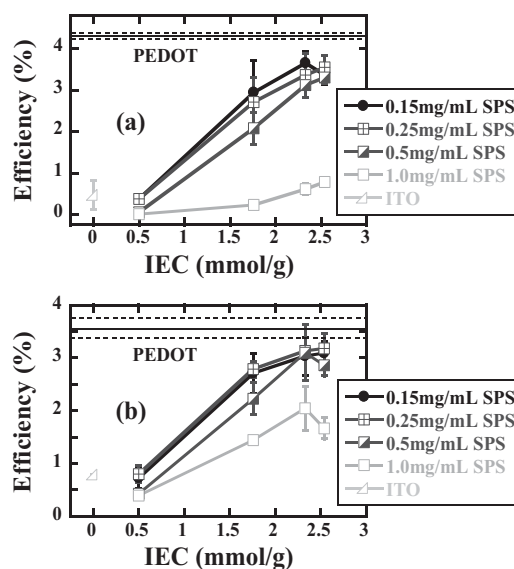 4
3
2
1
0
Efficiency (%)
PEDOT
(a)
0.15mg/mL SPS
0.25mg/mL SPS
0.5mg/mL SPS
1.0mg/mL SPS
ITO
0 0.5 1 1.5 2 2.5 3
IEC (mmol/g)
4
3
2
1
0
Efficiency (%)
PEDOT
(b)
0.15mg/mL SPS
0.25mg/mL SPS
0.5mg/mL SPS
1.0mg/mL SPS
ITO
0 0.5 1 1.5 2 2.5 3
IEC (mmol/g)